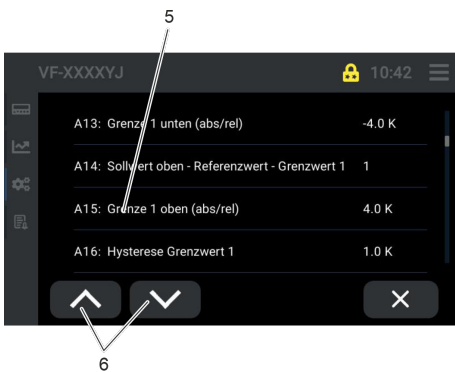 5
VF-XXXXYJ 10:42
A13: Grenze 1 unten (abs/rel) -4.0 K
A14: Sollwert oben - Referenzwert - Grenzwert 1 1
A15: Grenze 1 oben (abs/rel) 4.0 K
A16: Hysterese Grenzwert 1 1.0 K
6